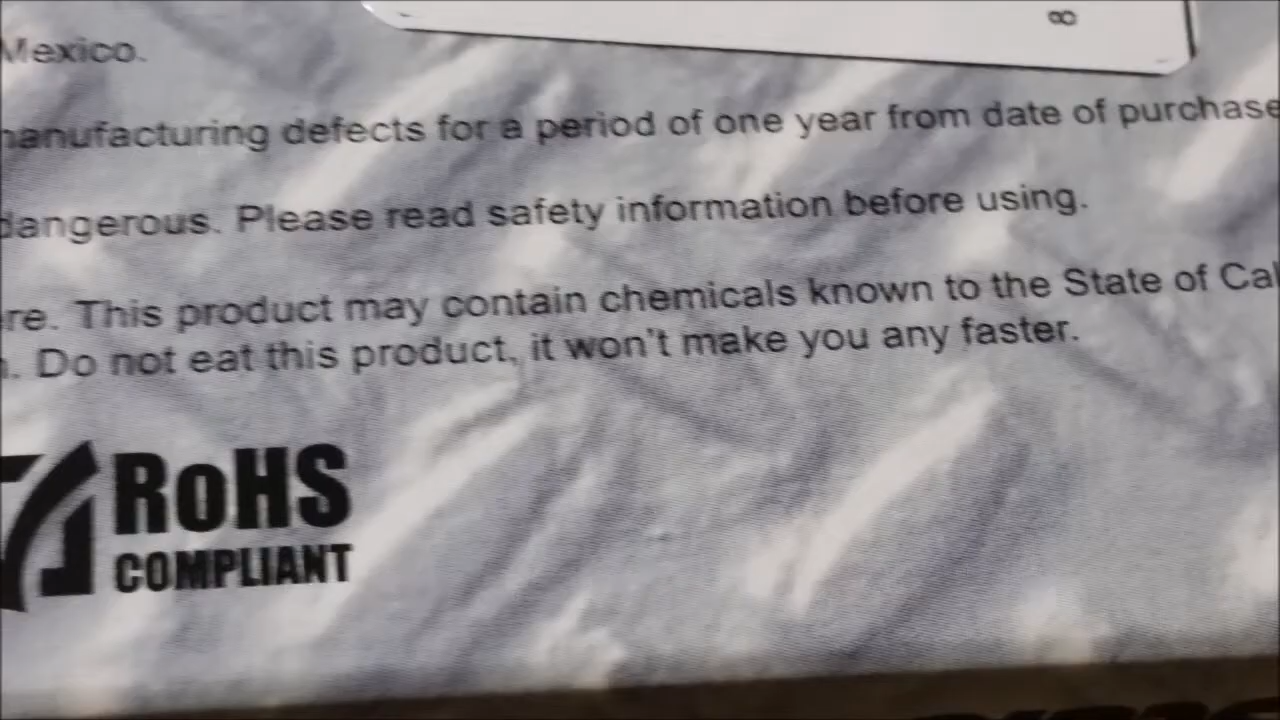 8
Mexico.
manufacturing defects for a period of one year from date of purchase
dangerous. Please read safety information before using.
re. This product may contain chemicals known to the State of Cal
. Do not eat this product, it won't make you any faster.
RoHS
COMPLIANT